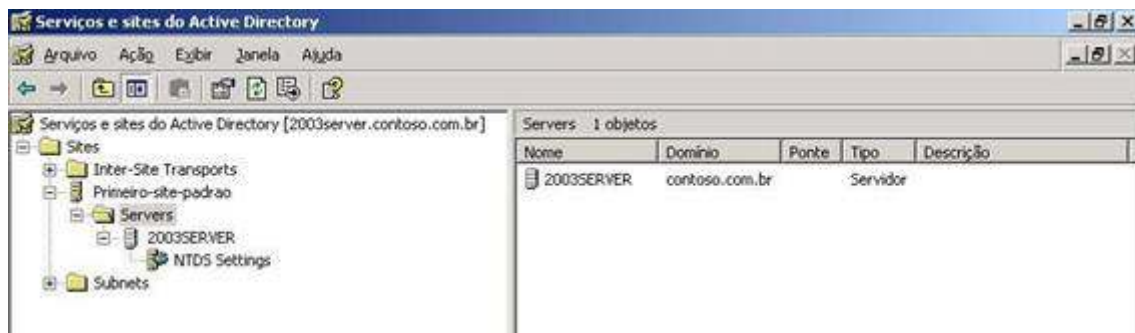 Serviços e sites do Active Directory
Arquivo Ação Exibir Janela Ajuda
Serviços e sites do Active Directory [2003server.contoso.com.br]
Sites
Inter-Site Transports
Primeiro-site-padrao
Servers
2003SERVER
NTDS Settings
Subnets
Servers 1 objetos
Nome Domínio Ponte Tipo Descrição
2003SERVER contoso.com.br Servidor